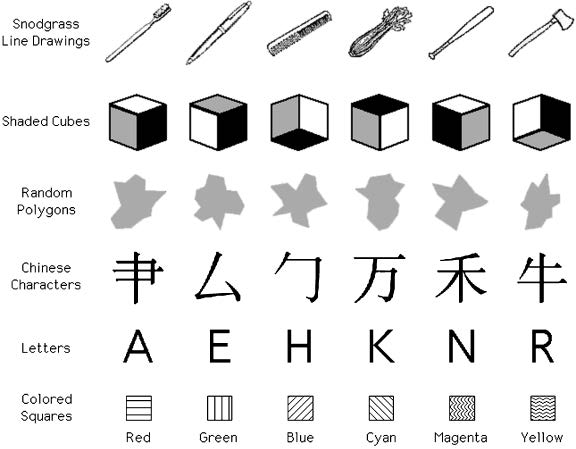 Snodgrass
Line Drawings
Shaded Cubes
Random
Polygons
Chinese
Characters
厶 勹 万 禾 牛
Letters
A E H K N R
Colored
Squares
Red Green Blue Cyan Magenta Yellow